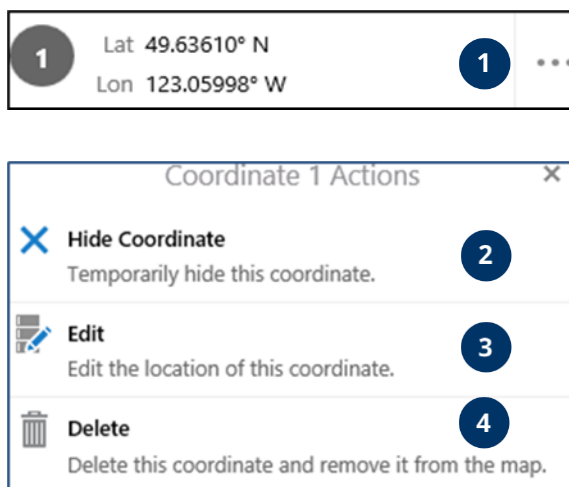 1 Lat 49.63610° N 1 ...
Lon 123.05998° W
Coordinate 1 Actions ×
Hide Coordinate
Temporarily hide this coordinate. 2
Edit
Edit the location of this coordinate. 3
Delete 4
Delete this coordinate and remove it from the map.